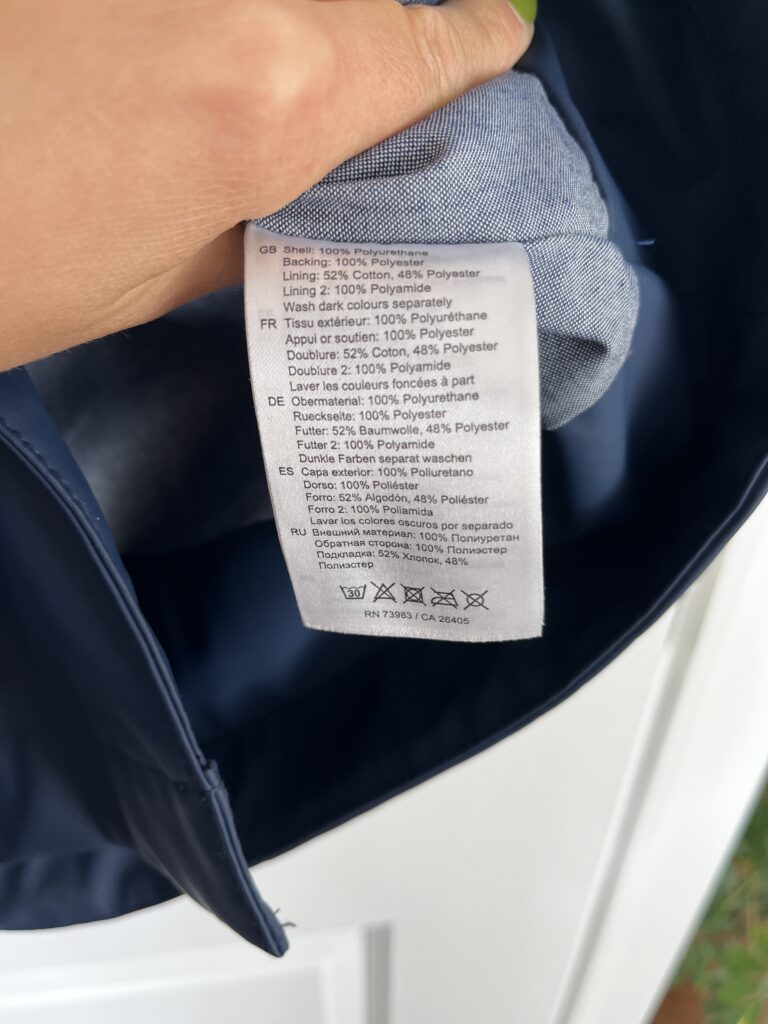 GB Shell: 100% Polyurethane
Backing: 100% Polyester
Lining: 52% Cotton, 48% Polyester
Lining 2: 100% Polyamide
Wash dark colours separately
FR Tissu extérieur: 100% Polyuréthane
Appui or soutien: 100% Polyester
Doublure: 52% Coton, 48% Polyester
Doublure 2: 100% Polyamide
Laver les couleurs foncées à part
DE Obermaterial: 100% Polyurethane
Rueckseite: 100% Polyester
Futter: 52% Baumwolle, 48% Polyester
Futter 2: 100% Polyamide
Dunkle Farben separat waschen
ES Capa exterior: 100% Poliuretano
Dorso: 100% Poliéster
Forro: 52% Algodón, 48% Poliéster
Forro 2: 100% Poliamida
Lavar los colores oscuros por separado
RU Внешний материал: 100% Полиуретан
Обратная сторона: 100% Полиэстер
Подкладка: 52% Хлопок, 48%
Полиэстер
30
RN 73983 / CA 26405